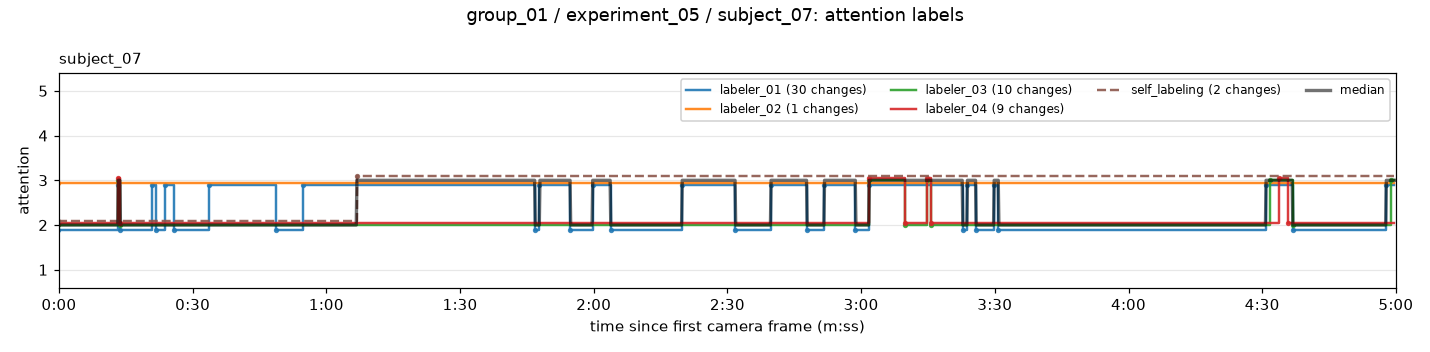 group_01 / experiment_05 / subject_07: attention labels
subject_07
labeler_01 (30 changes)
labeler_02 (1 changes)
labeler_03 (10 changes)
labeler_04 (9 changes)
self_labeling (2 changes)
median
attention
5
4
3
2
1
0:00 0:30 1:00 1:30 2:00 2:30 3:00 3:30 4:00 4:30 5:00
time since first camera frame (m:ss)